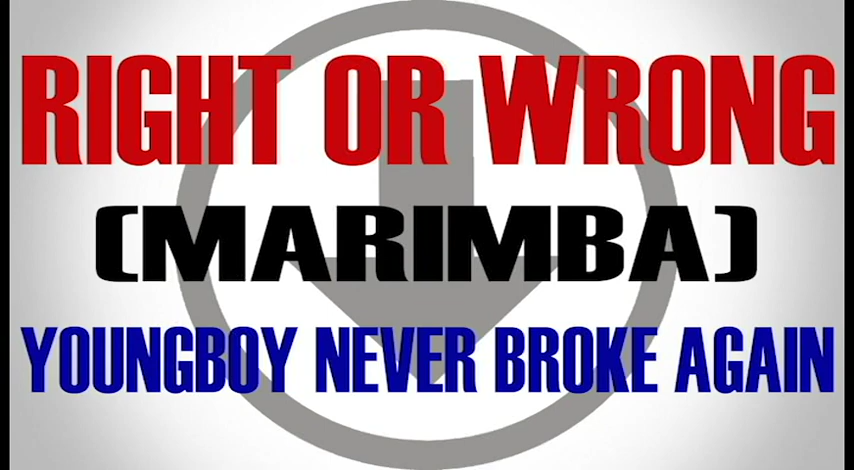 RIGHT OR WRONG
(MARIMBA)
YOUNGBOY NEVER BROKE AGAIN